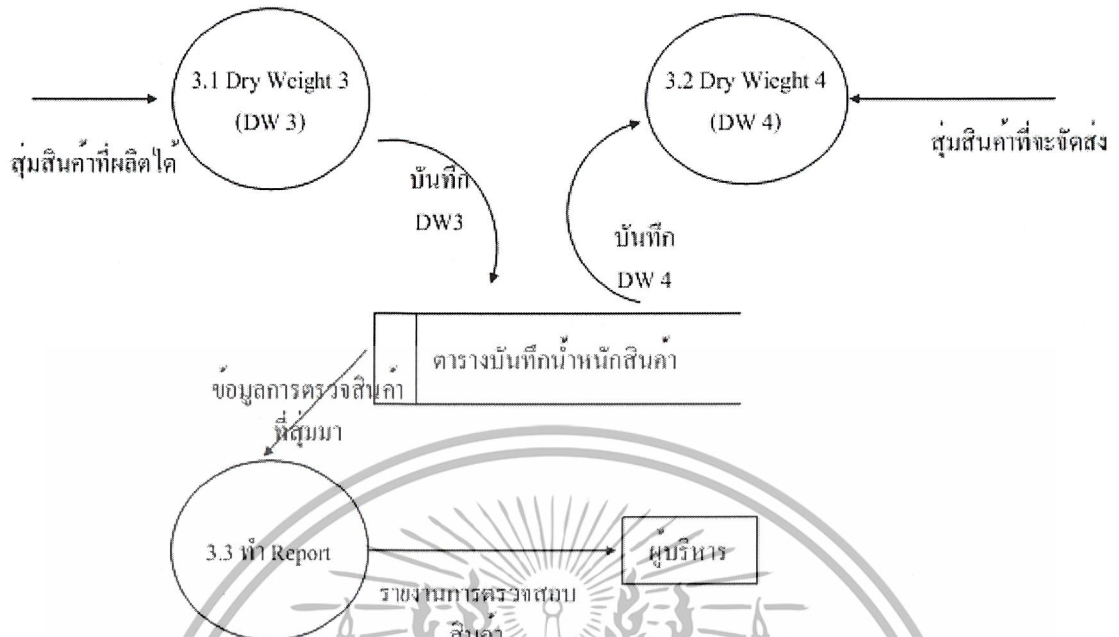 3.1 Dry Weight 3
(DW 3)
3.2 Dry Wieght 4
(DW 4)
สุ่มสินค้าที่ผลิตได้
สุ่มสินค้าที่จะจัดส่ง
บันทึก
DW3
บันทึก
DW 4
ตารางบันทึกน้ำหนักสินค้า
ข้อมูลการตรวจสินค้า
ที่สุ่มมา
3.3 ทำ Report
ผู้บริหาร
รายงานการตรวจสอบ
สินค้า